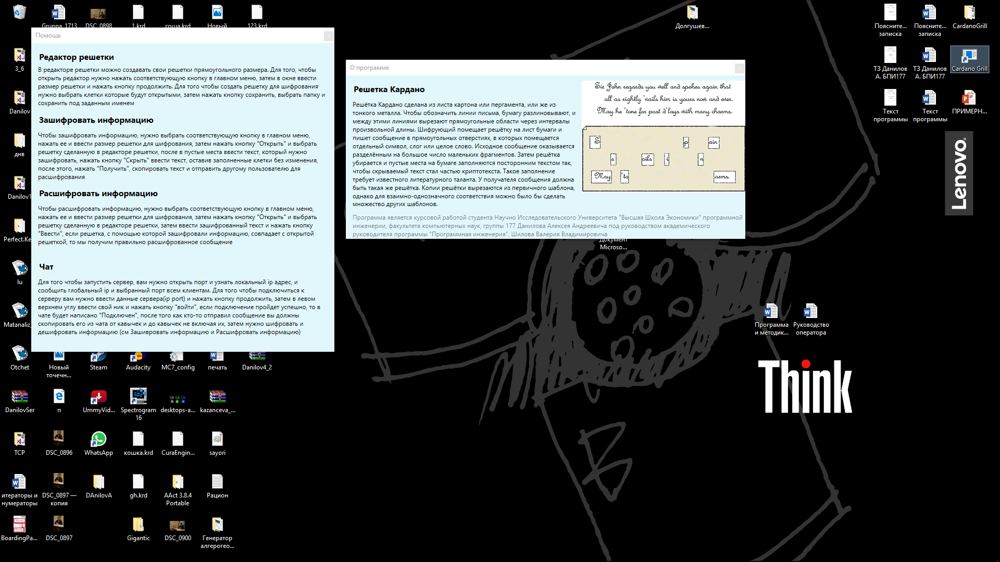 Gruppa_1713
DSC_0898
1.krd
гоша.krd
Новый
123.krd
Долгушев...
Поясните...
записка
Поясните...
записка
CardanoGrill
Помощь
Редактор решетки
В редакторе решетки можно создавать свои решетки прямоугольного размера. Для того, чтобы
открыть редактор нужно нажать соответствующую кнопку в главном меню, затем в окне ввести
размер решетки и нажать кнопку продолжить. Для того чтобы создать решетку для шифрования
нужно выбрать клетки которые будут открытыми, затем нажать кнопку сохранить, выбрать папку и
сохранить под заданным именем
Зашифровать информацию
Чтобы зашифровать информацию, нужно выбрать соответствующую кнопку в главном меню,
нажать ее и ввести размер решетки для шифрования, затем нажать кнопку "Открыть" и выбрать
решетку сделанную в редакторе решетки, после в пустые места ввести текст, который нужно
зашифровать, нажать кнопку "Скрыть" ввести текст, оставив заполненные клетки без изменения,
после этого, нажать "Получить", скопировать текст и отправить другому пользователю для
расшифрования
Расшифровать информацию
Чтобы расшифровать информацию, нужно выбрать соответствующую кнопку в главном меню,
нажать ее и ввести размер решетки для шифрования, затем нажать кнопку "Открыть" и выбрать
решетку сделанную в редакторе решетки, затем ввести зашифрованный текст и нажать кнопку
"Ввести", если решетка, с помощью которой зашифровали информацию, совпадает с открытой
решеткой, то мы получим правильно расшифрованное сообщение
Чат
Для того чтобы запустить сервер, вам нужно открыть порт и узнать локальный ip адрес, и
сообщить глобальный ip и выбранный порт всем клиентам. Для того чтобы подключиться к
серверу вам нужно ввести данные сервера(ip port) и нажать кнопку продолжить, затем в левом
верхнем углу ввести свой ник и нажать кнопку "войти", если подключение пройдет успешно, то в
чате будет написано "Подключен", после того как кто-то отправил сообщение вы должны
скопировать его из чата от кавычек и до кавычек не включая их, затем нужно шифровать и
дешифровать информацию (см Зашивровать информацию и Расшифровать информацию)
О программе
Решетка Кардано
Решётка Кардано сделана из листа картона или пергамента, или же из
тонкого металла. Чтобы обозначить линии письма, бумагу разлиновывают, и
между этими линиями вырезают прямоугольные области через интервалы
произвольной длины. Шифрующий помещает решётку на лист бумаги и
пишет сообщение в прямоугольных отверстиях, в которых помещается
отдельный символ, слог или целое слово. Исходное сообщение оказывается
разделённым на большое число маленьких фрагментов. Затем решётка
убирается и пустые места на бумаге заполняются посторонним текстом так,
чтобы скрываемый текст стал частью криптотекста. Такое заполнение
требует известного литературного таланта. У получателя сообщения должна
быть такая же решётка. Копии решётки вырезаются из первичного шаблона,
однако для взаимно-однозначного соответствия можно было бы сделать
множество других шаблонов.
Программа является курсовой работой студента Научно Исследовательского Университета "Высшая Школа Экономики" программной
инженерии, факультета компьютерных наук, группы 177 Данилова Алексея Андреевича под руководством академического
руководителя программы "Программная инженерия", Шилова Валерия Владимировича
Sir John regards you well and spekes again that
all as rightly 'vails him is yours now and ever.
May he 'tone for past d'lays with many charms.
S p ain
s ails i n
May 'to arms.
Документ
Microso...
3_6
ТЗ Данилов
А. БПИ177
ТЗ Данилов
А. БПИ177
Cardano Grill
Danilov
Текст
программы
Текст
программы
ПРИМЕРН...
днв
Lenovo®
Danilov1
Perfect.Ke
lu
Matanaliz_
Программа
и методик...
Руководство
оператора
Otchet
Новый
точечн...
Steam
Audacity
MC7_config
печать
Danilov4_2
Think
DanilovSer
п
UmmyVid...
Spectrogram
16
desktops-a...
kazanceva_...
TCP
DSC_0896
WhatsApp
кошка.krd
CuraEngin...
sayori
итераторы и
нумераторы
DSC_0897 —
копия
DAnilovA
gh.krd
AAct 3.8.4
Portable
Рацион
BoardingPa...
DSC_0897
Gigantic
DSC_0900
Генератор
алгерогео...